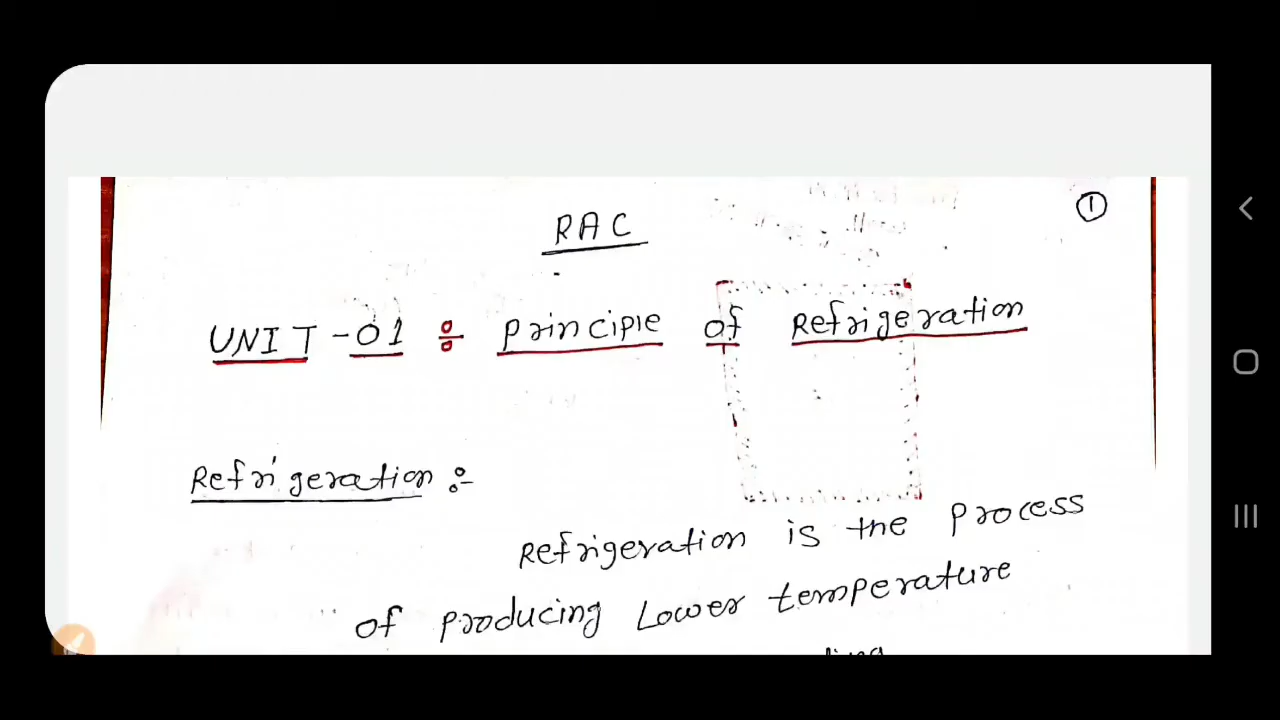 RAC
1
UNIT-01 ÷ Principle of Refrigeration
Refrigeration :-
Refrigeration is the process
of producing Lower temperature